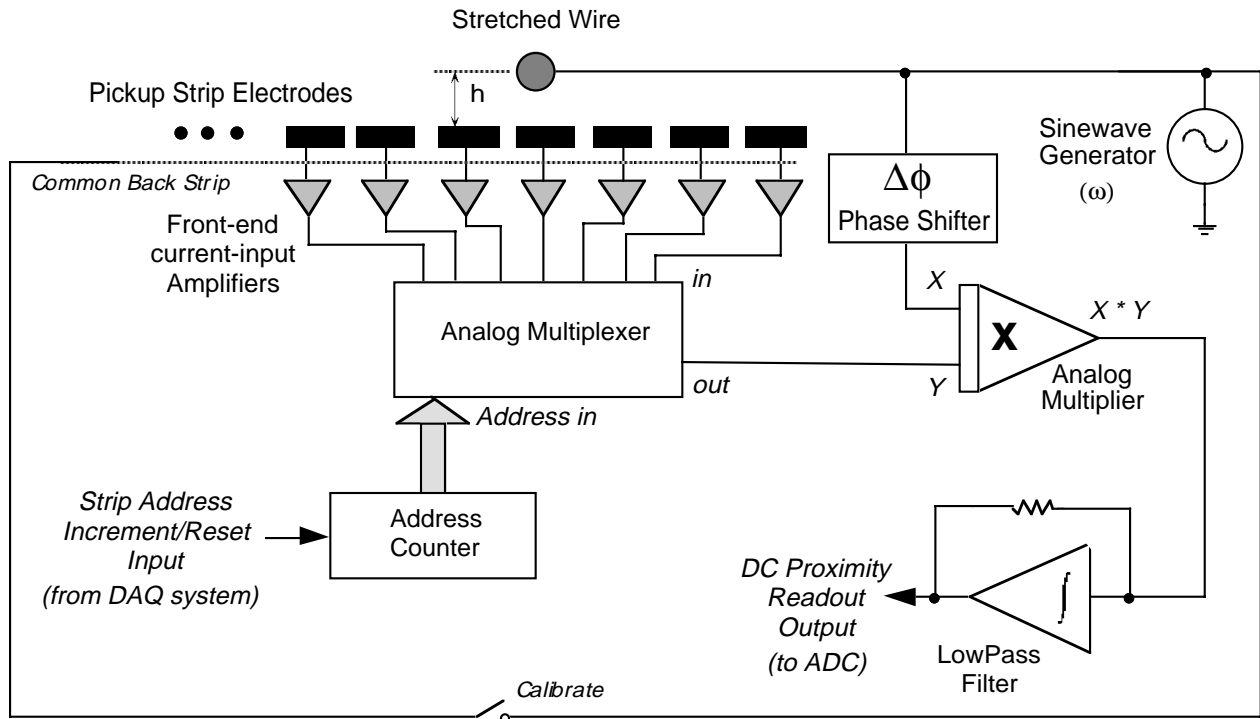 Stretched Wire
h
Pickup Strip Electrodes
Common Back Strip
Front-end
current-input
Amplifiers
Sinewave
Generator
(ω)
Δϕ
Phase Shifter
in
Analog Multiplexer
out
X
Y
X
X * Y
Analog
Multiplier
Address in
Strip Address
Increment/Reset
Input
(from DAQ system)
Address
Counter
DC Proximity
Readout
Output
(to ADC)
∫
LowPass
Filter
Calibrate